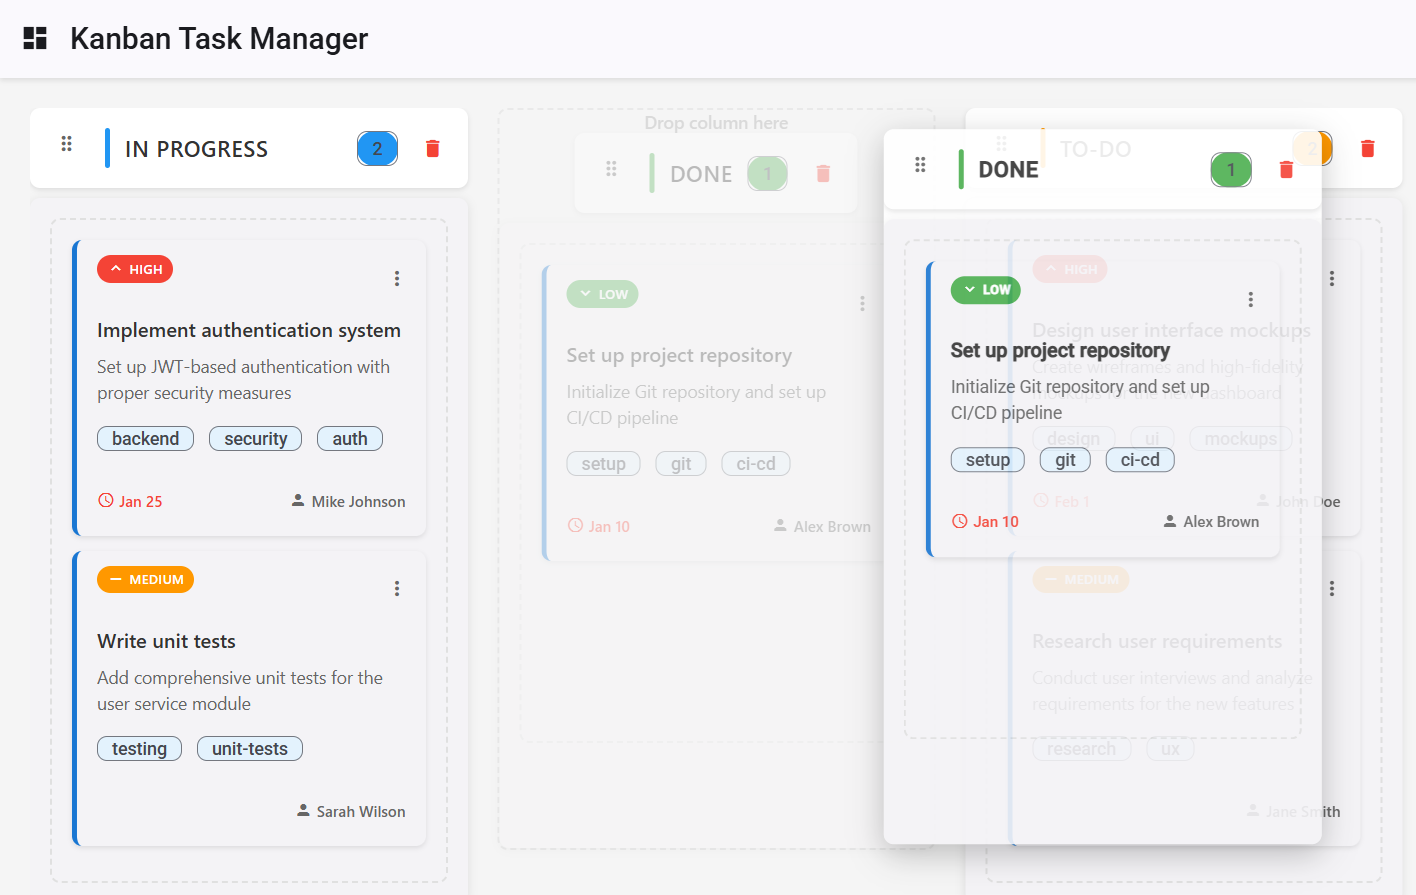 Kanban Task Manager
IN PROGRESS
2
HIGH
Implement authentication system
Set up JWT-based authentication with
proper security measures
backend
security
auth
Jan 25
Mike Johnson
MEDIUM
Write unit tests
Add comprehensive unit tests for the
user service module
testing
unit-tests
Sarah Wilson
Drop column here
DONE
1
LOW
Set up project repository
Initialize Git repository and set up
CI/CD pipeline
setup
git
ci-cd
Jan 10
Alex Brown
DONE
1
LOW
Set up project repository
Initialize Git repository and set up
CI/CD pipeline
setup
git
ci-cd
Jan 10
Alex Brown
TO-DO
2
HIGH
Design user interface mockups
Create wireframes and high-fidelity
mockups for the new dashboard
design
ui
mockups
Feb 1
John Doe
MEDIUM
Research user requirements
Conduct user interviews and analyze
requirements for the new features
research
ux
Jane Smith